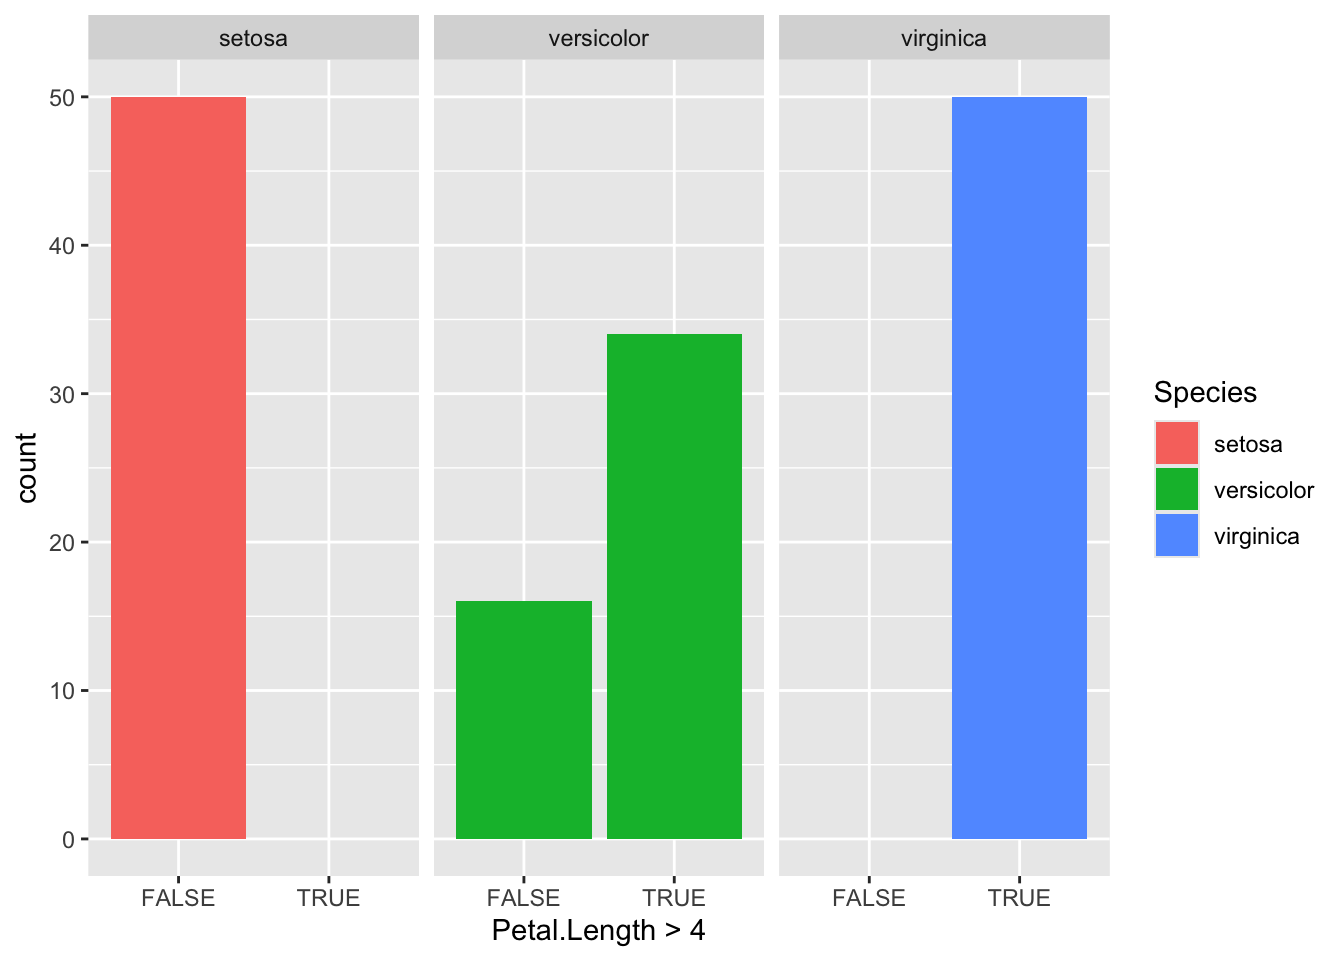 setosa versicolor virginica
50
40
30
20
10
0
count
FALSE TRUE FALSE TRUE FALSE TRUE
Petal.Length > 4
Species
setosa
versicolor
virginica